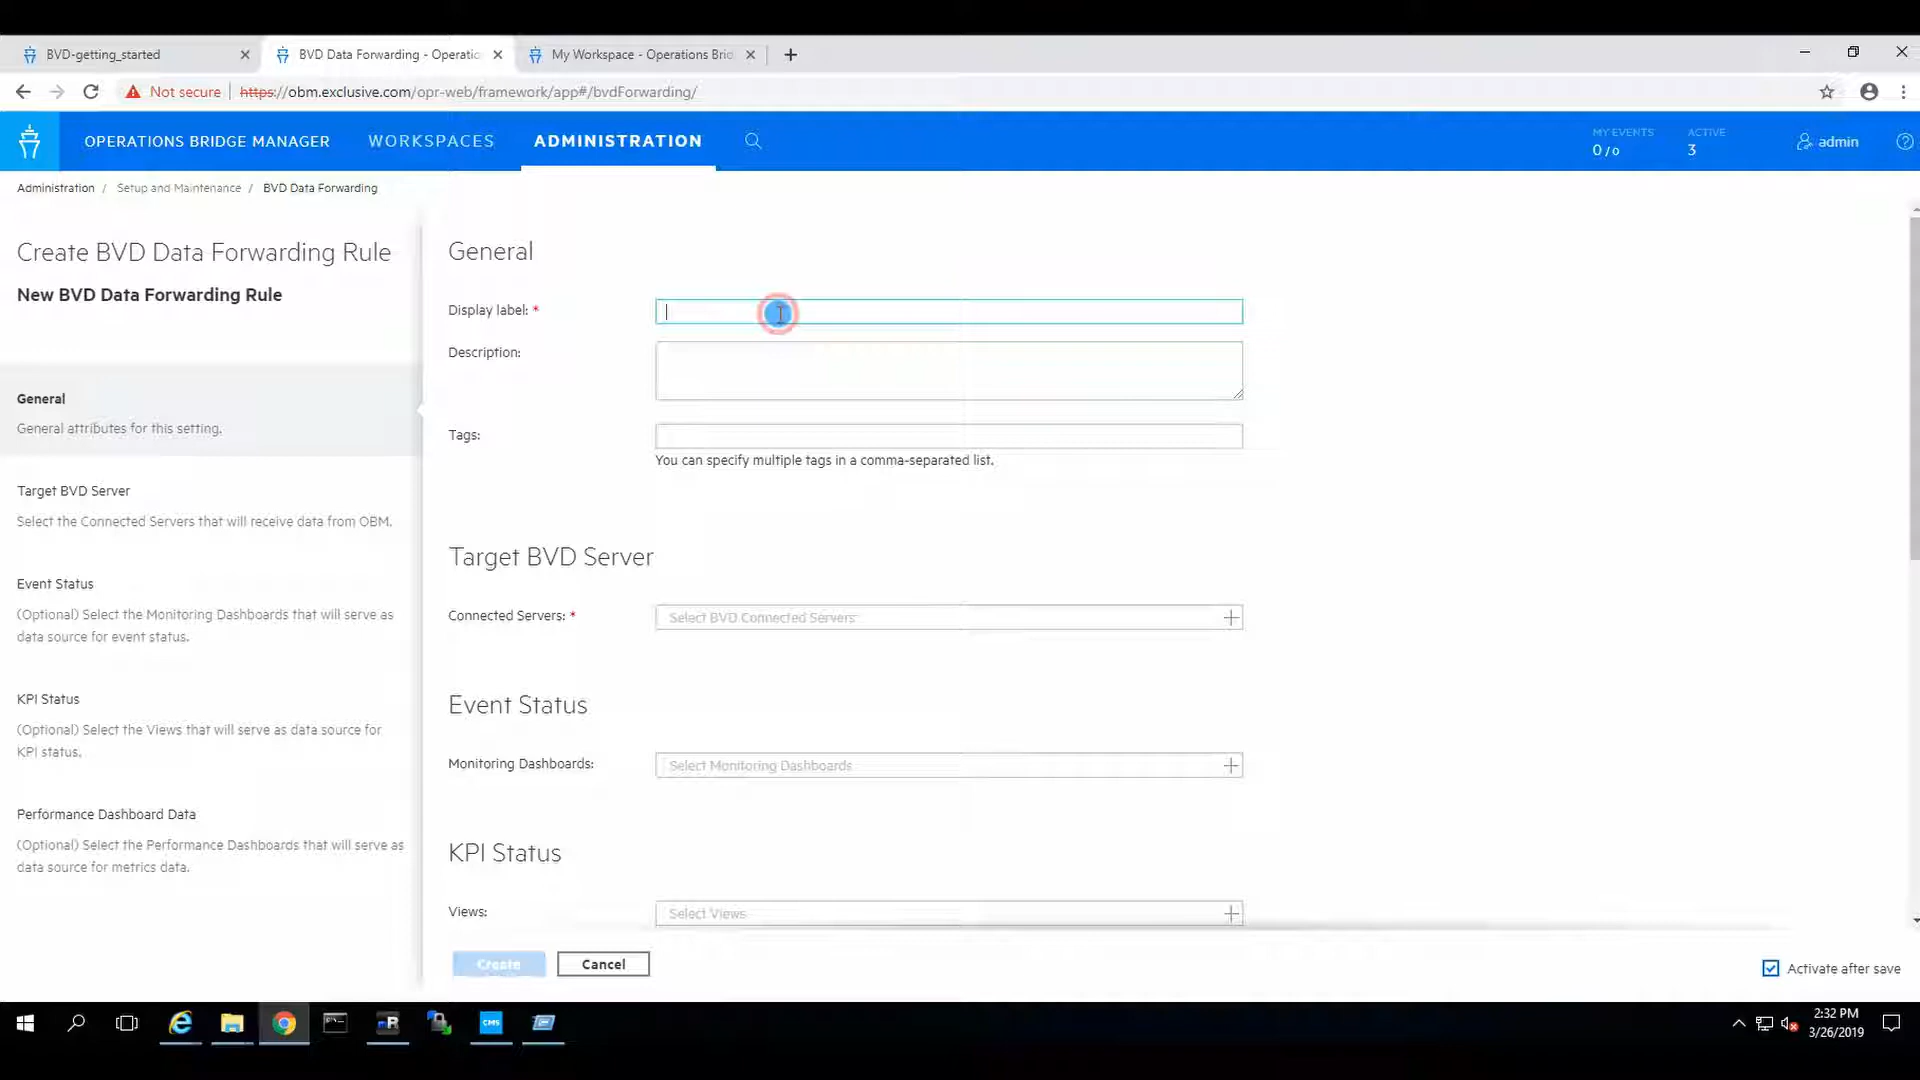 BVD-getting_started
BVD Data Forwarding - Operatic
My Workspace - Operations Brid
Not secure
https://obm.exclusive.com/opr-web/framework/app#/bvdForwarding/
OPERATIONS BRIDGE MANAGER
WORKSPACES
ADMINISTRATION
MY EVENTS
0/0
ACTIVE
3
admin
Administration / Setup and Maintenance / BVD Data Forwarding
Create BVD Data Forwarding Rule
New BVD Data Forwarding Rule
General
General attributes for this setting.
Target BVD Server
Select the Connected Servers that will receive data from OBM.
Event Status
(Optional) Select the Monitoring Dashboards that will serve as
data source for event status.
KPI Status
(Optional) Select the Views that will serve as data source for
KPI status.
Performance Dashboard Data
(Optional) Select the Performance Dashboards that will serve as
data source for metrics data.
General
Display label: *
Description:
Tags:
You can specify multiple tags in a comma-separated list.
Target BVD Server
Connected Servers: *
Select BVD Connected Servers
Event Status
Monitoring Dashboards:
Select Monitoring Dashboards
KPI Status
Views:
Select Views
Create
Cancel
Activate after save
R
CMS
2:32 PM
3/26/2019